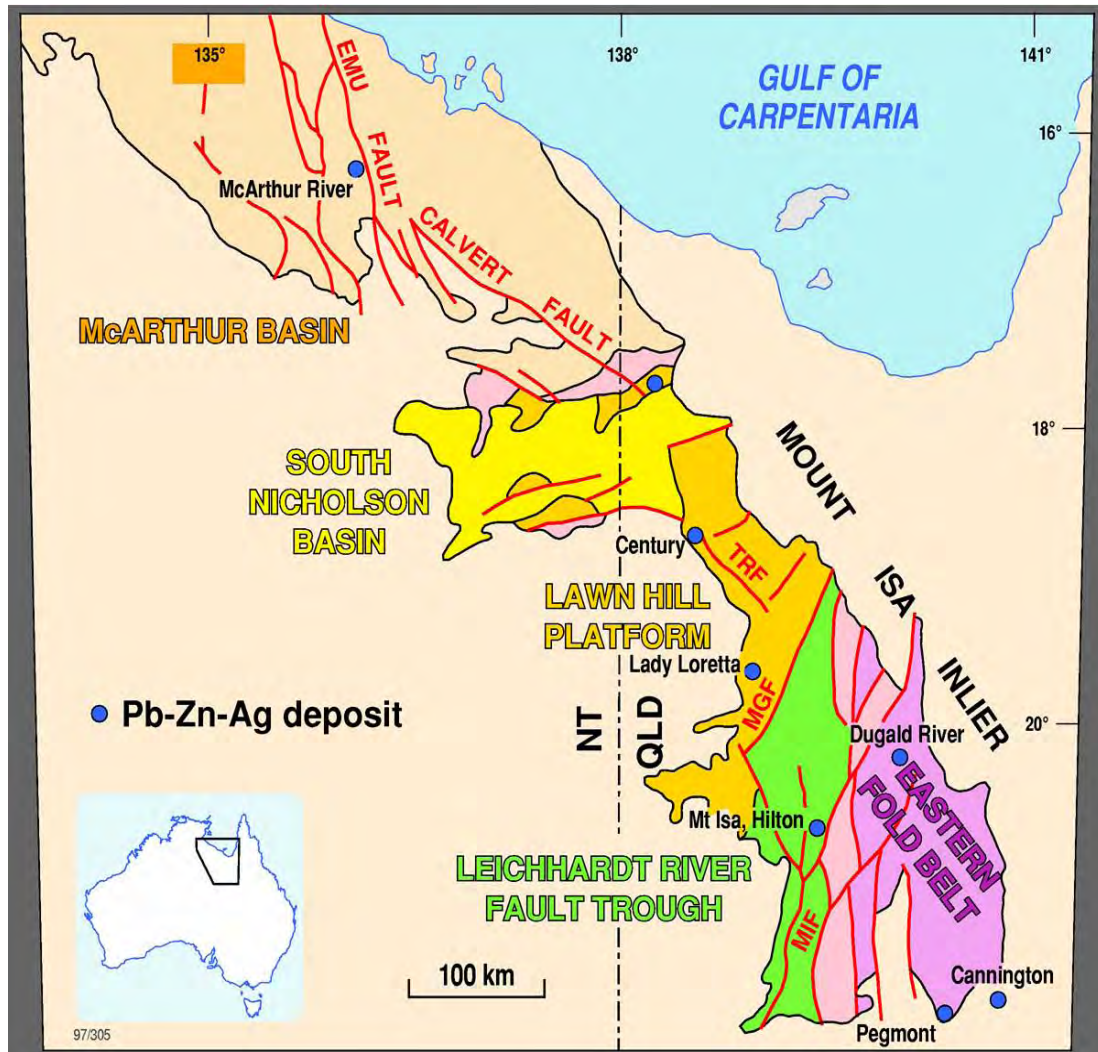 135°
138°
141°
GULF OF
CARPENTARIA
16°
EMU
FAULT
McArthur River
CALVERT
FAULT
McARTHUR BASIN
18°
SOUTH
NICHOLSON
BASIN
MOUNT
ISA
INLIER
Century
TRF
LAWN HILL
PLATFORM
Lady Loretta
MGF
Pb-Zn-Ag deposit
NT
QLD
20°
Dugald River
EASTERN
FOLD BELT
Mt Isa, Hilton
LEICHHARDT RIVER
FAULT TROUGH
MIF
100 km
Cannington
Pegmont
97/305